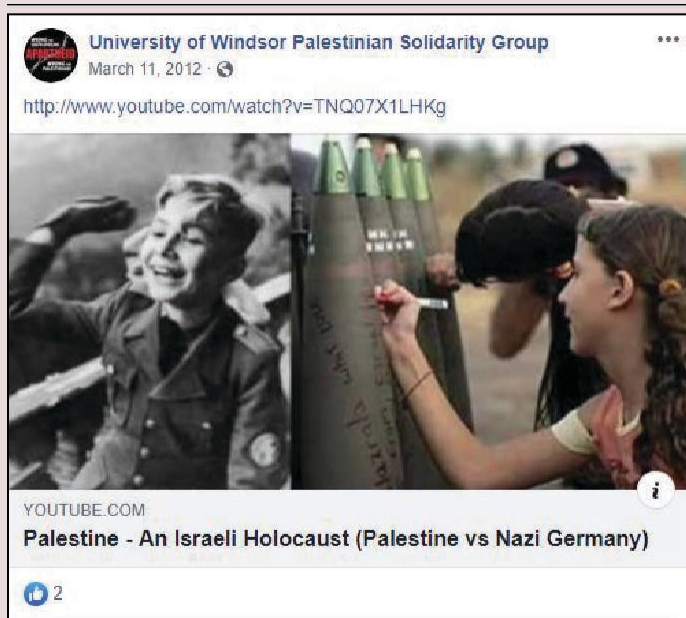 APARTHEID
University of Windsor Palestinian Solidarity Group
March 11, 2012
http://www.youtube.com/watch?v=TNQ07X1LHKg
YOUTUBE.COM
Palestine - An Israeli Holocaust (Palestine vs Nazi Germany)
2